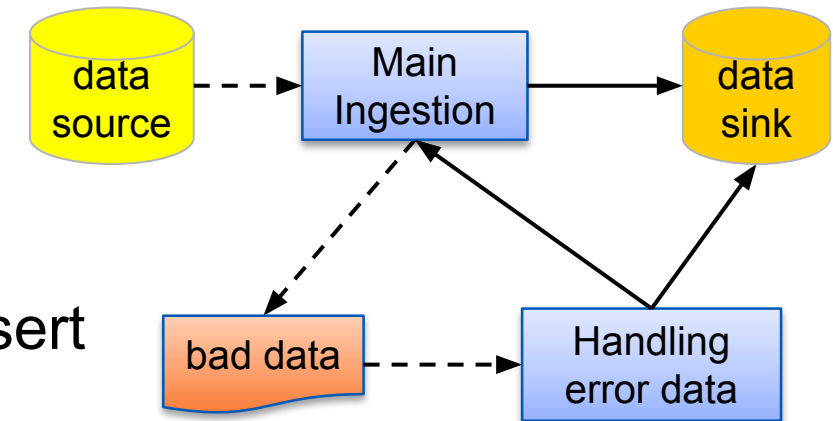 data
source
Main
Ingestion
data
sink
sert
bad data
Handling
error data